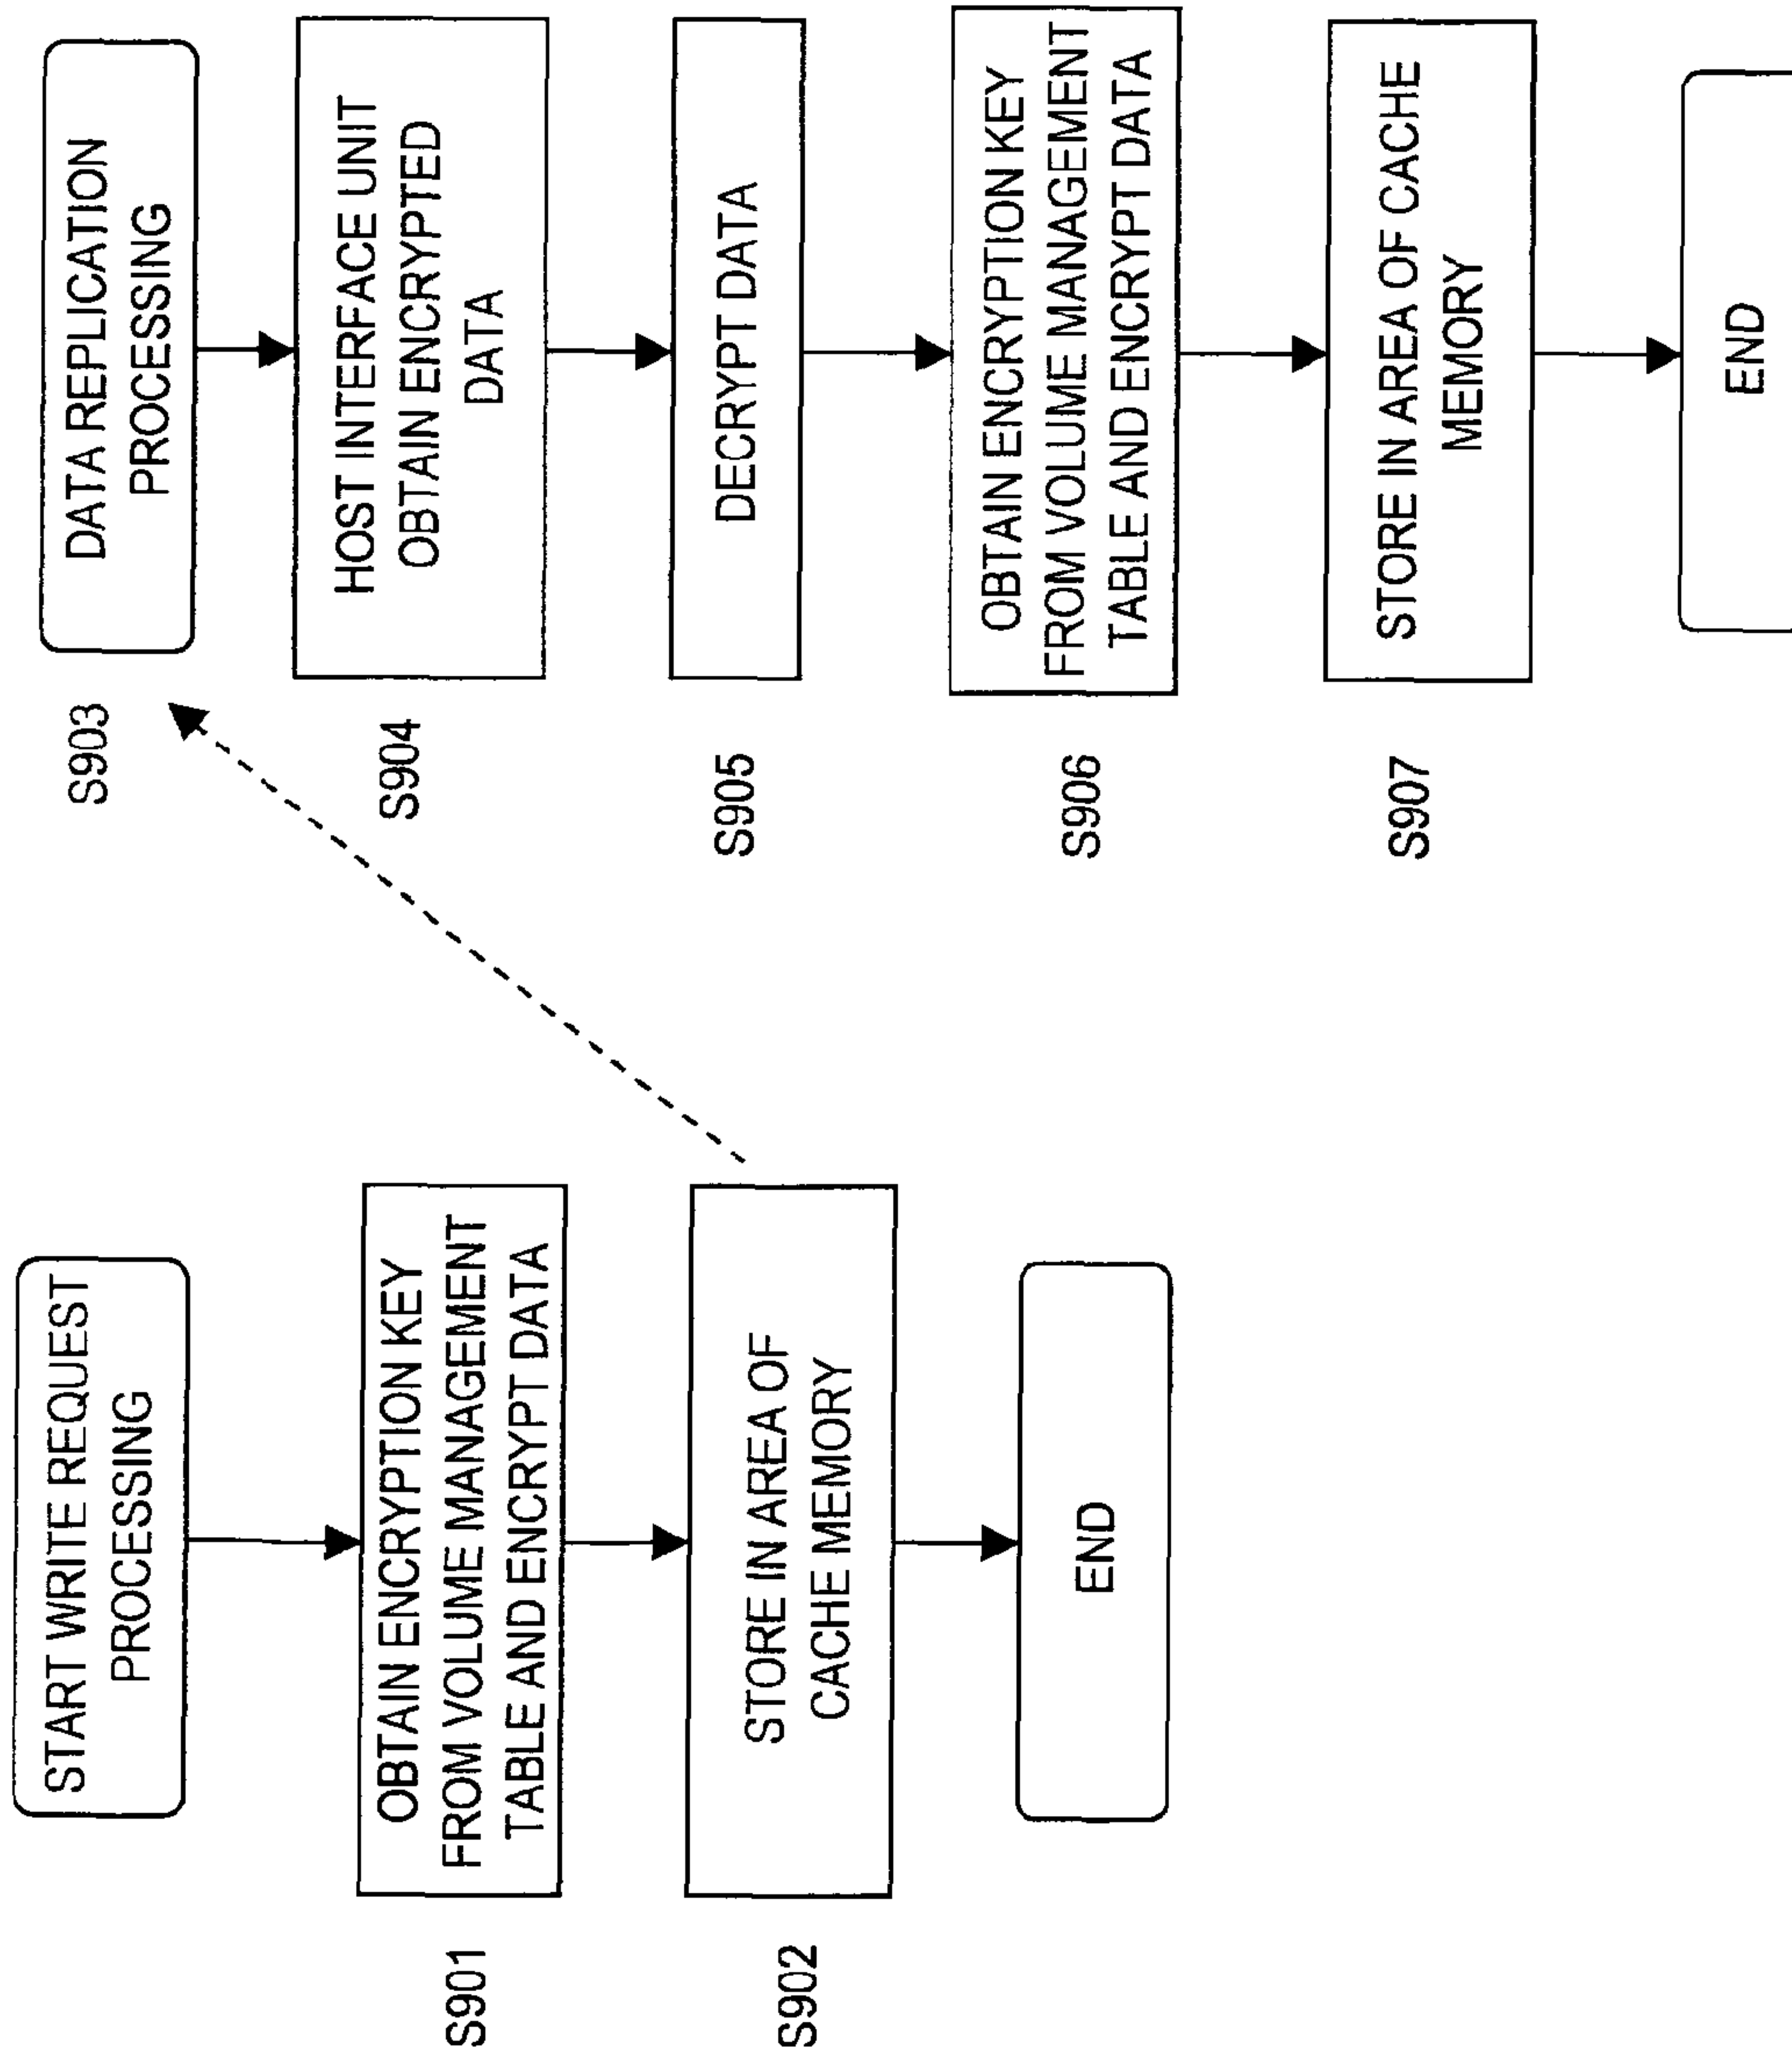 START WRITE REQUEST
PROCESSING
S901
OBTAIN ENCRYPTION KEY
FROM VOLUME MANAGEMENT
TABLE AND ENCRYPT DATA
S902
STORE IN AREA OF
CACHE MEMORY
END
S903
DATA REPLICATION
PROCESSING
S904
HOST INTERFACE UNIT
OBTAIN ENCRYPTED
DATA
S905
DECRYPT DATA
S906
OBTAIN ENCRYPTION KEY
FROM VOLUME MANAGEMENT
TABLE AND ENCRYPT DATA
S907
STORE IN AREA OF CACHE
MEMORY
END